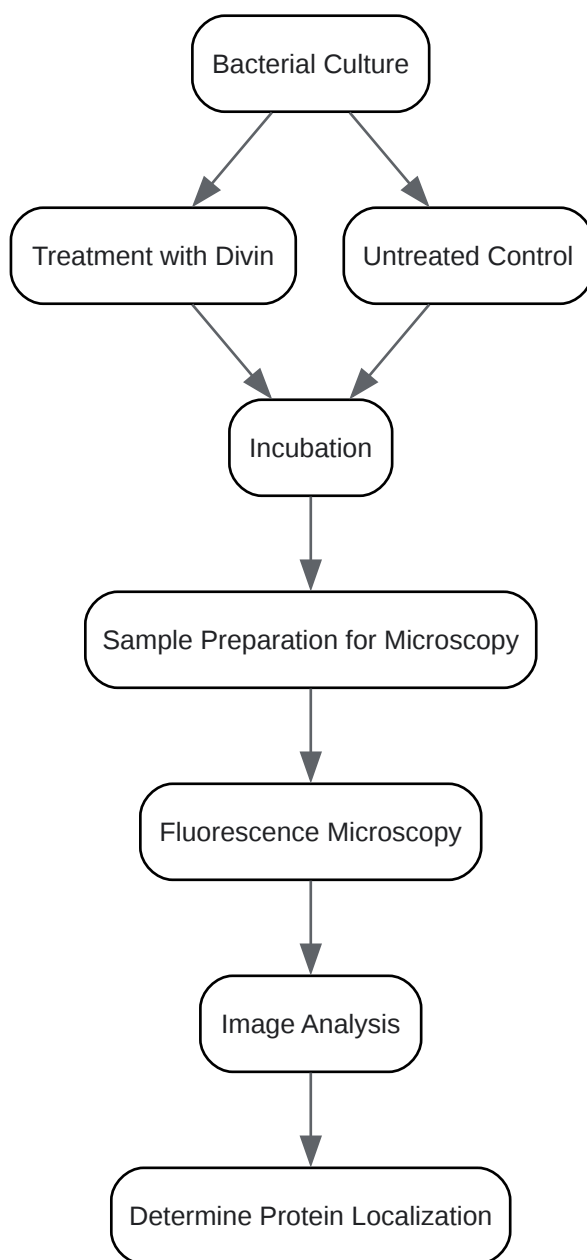 Bacterial Culture
Treatment with Divin
Untreated Control
Incubation
Sample Preparation for Microscopy
Fluorescence Microscopy
Image Analysis
Determine Protein Localization